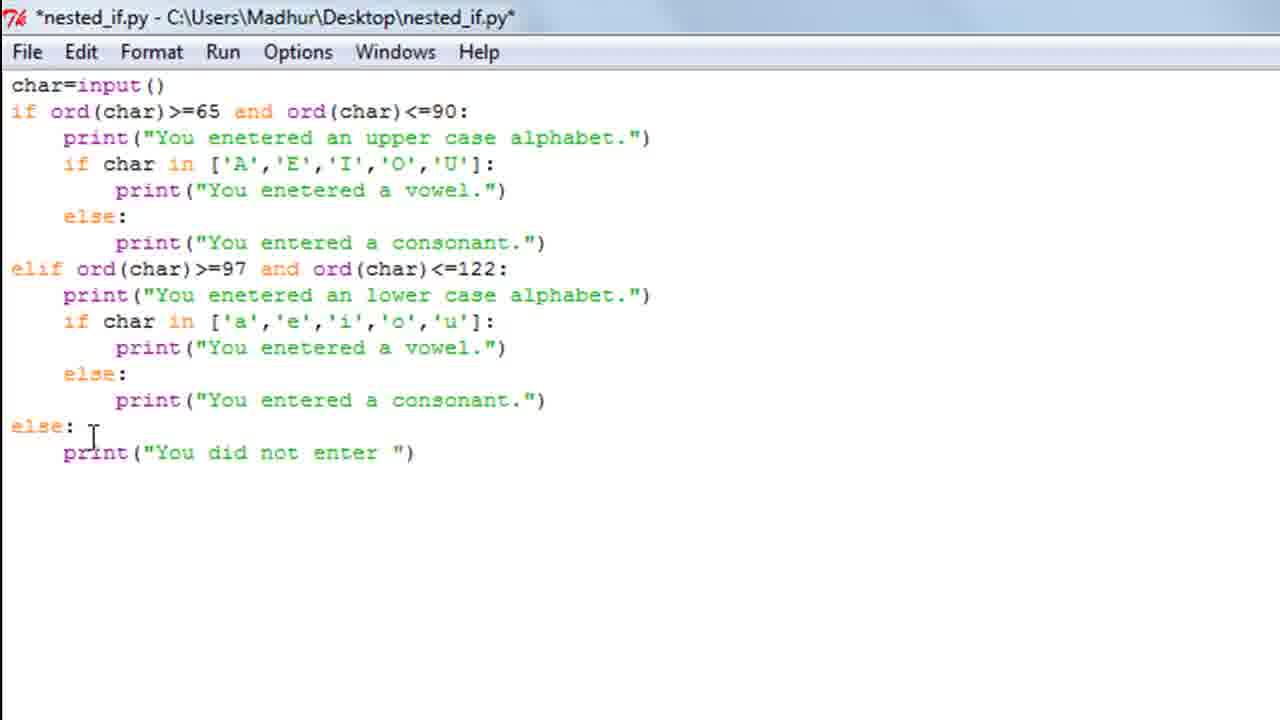 *nested_if.py - C:\Users\Madhur\Desktop\nested_if.py*
File Edit Format Run Options Windows Help
char=input()
if ord(char)>=65 and ord(char)<=90:
    print("You enetered an upper case alphabet.")
    if char in ['A','E','I','O','U']:
        print("You enetered a vowel.")
    else:
        print("You entered a consonant.")
elif ord(char)>=97 and ord(char)<=122:
    print("You enetered an lower case alphabet.")
    if char in ['a','e','i','o','u']:
        print("You enetered a vowel.")
    else:
        print("You entered a consonant.")
else:
    print("You did not enter ")